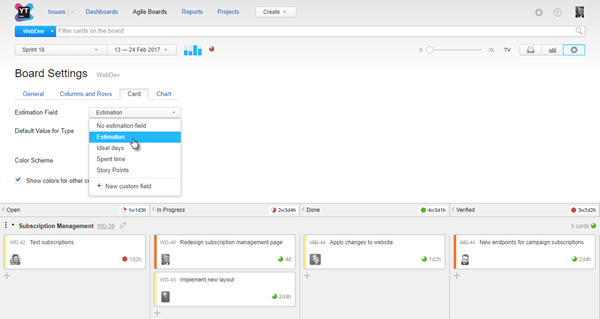 YT
Issues
Dashboards
Agile Boards
Reports
Projects
Create
WebDev
Filter cards on the board
Sprint 18
13 — 24 Feb 2017
S
XL
TV
Board Settings WebDev
General
Columns and Rows
Card
Chart
Estimation Field
Estimation
No estimation field
Default Value for Type
Estimation
Ideal days
Color Scheme
Spent time
Story Points
Show colors for other c
+ New custom field
Open
1w1d3h
In Progress
2w3d4h
Done
4w3d1h
Verified
3w2d2h
Subscription Management WD-39
5 cards
WD-42 Test subscriptions
1d2h
WD-40 Redesign subscription management page
4d
WD-44 Apply changes to website
1d2h
New endpoints for campaign subscriptions
2d4h
WD-43 Implement new layout
2d4h